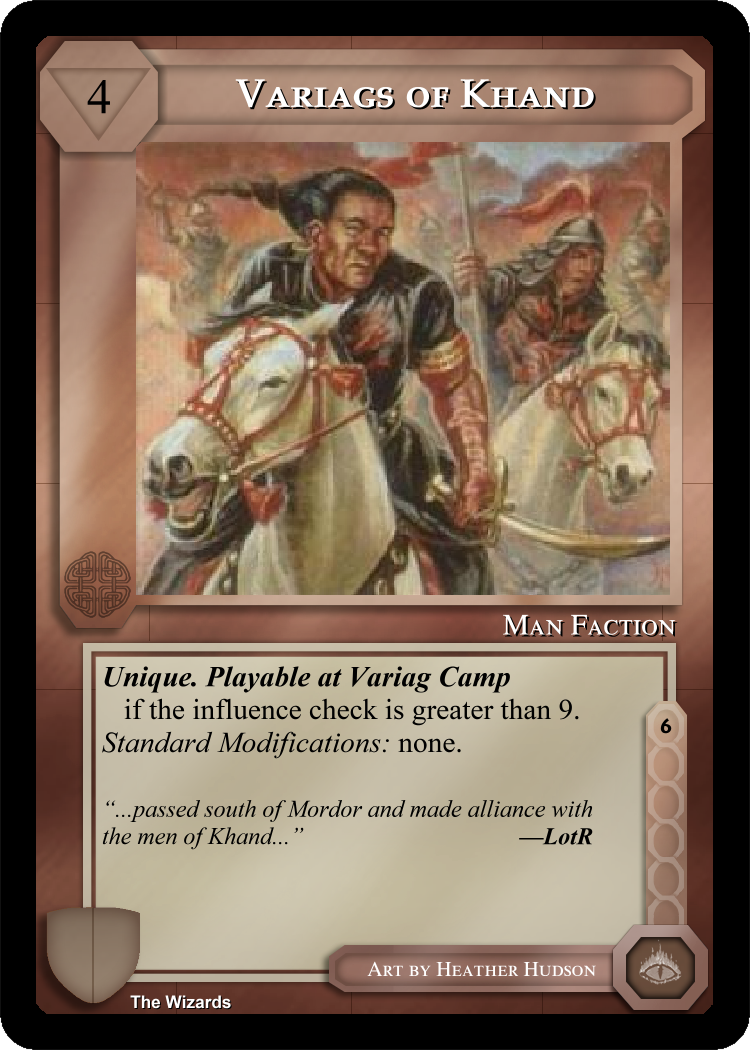 4
Variags of Khand
Man Faction
Unique. Playable at Variag Camp
if the influence check is greater than 9.
Standard Modifications: none.
6
“...passed south of Mordor and made alliance with
the men of Khand...” —LotR
Art by Heather Hudson
The Wizards